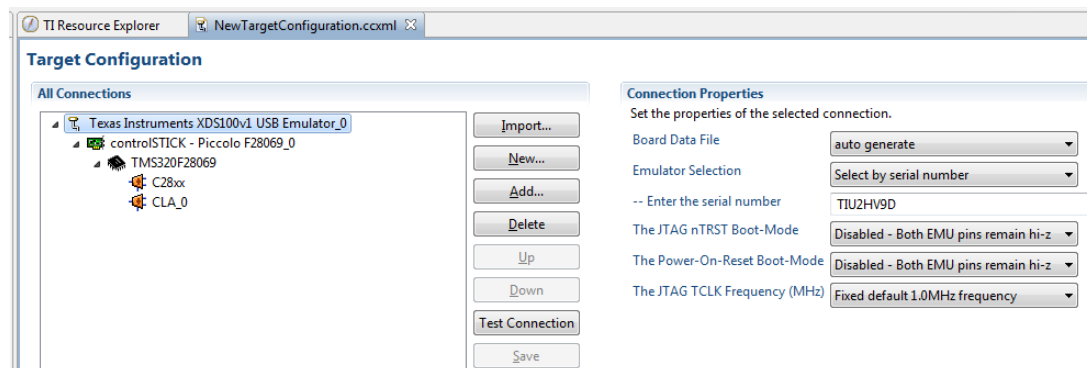 TI Resource Explorer NewTargetConfiguration.ccxml
Target Configuration
All Connections
Texas Instruments XDS100v1 USB Emulator_0
controlSTICK - Piccolo F28069_0
TMS320F28069
C28xx
CLA_0
Import...
New...
Add...
Delete
Up
Down
Test Connection
Save
Connection Properties
Set the properties of the selected connection.
Board Data File auto generate
Emulator Selection Select by serial number
-- Enter the serial number TIU2HV9D
The JTAG nTRST Boot-Mode Disabled - Both EMU pins remain hi-z
The Power-On-Reset Boot-Mode Disabled - Both EMU pins remain hi-z
The JTAG TCLK Frequency (MHz) Fixed default 1.0MHz frequency